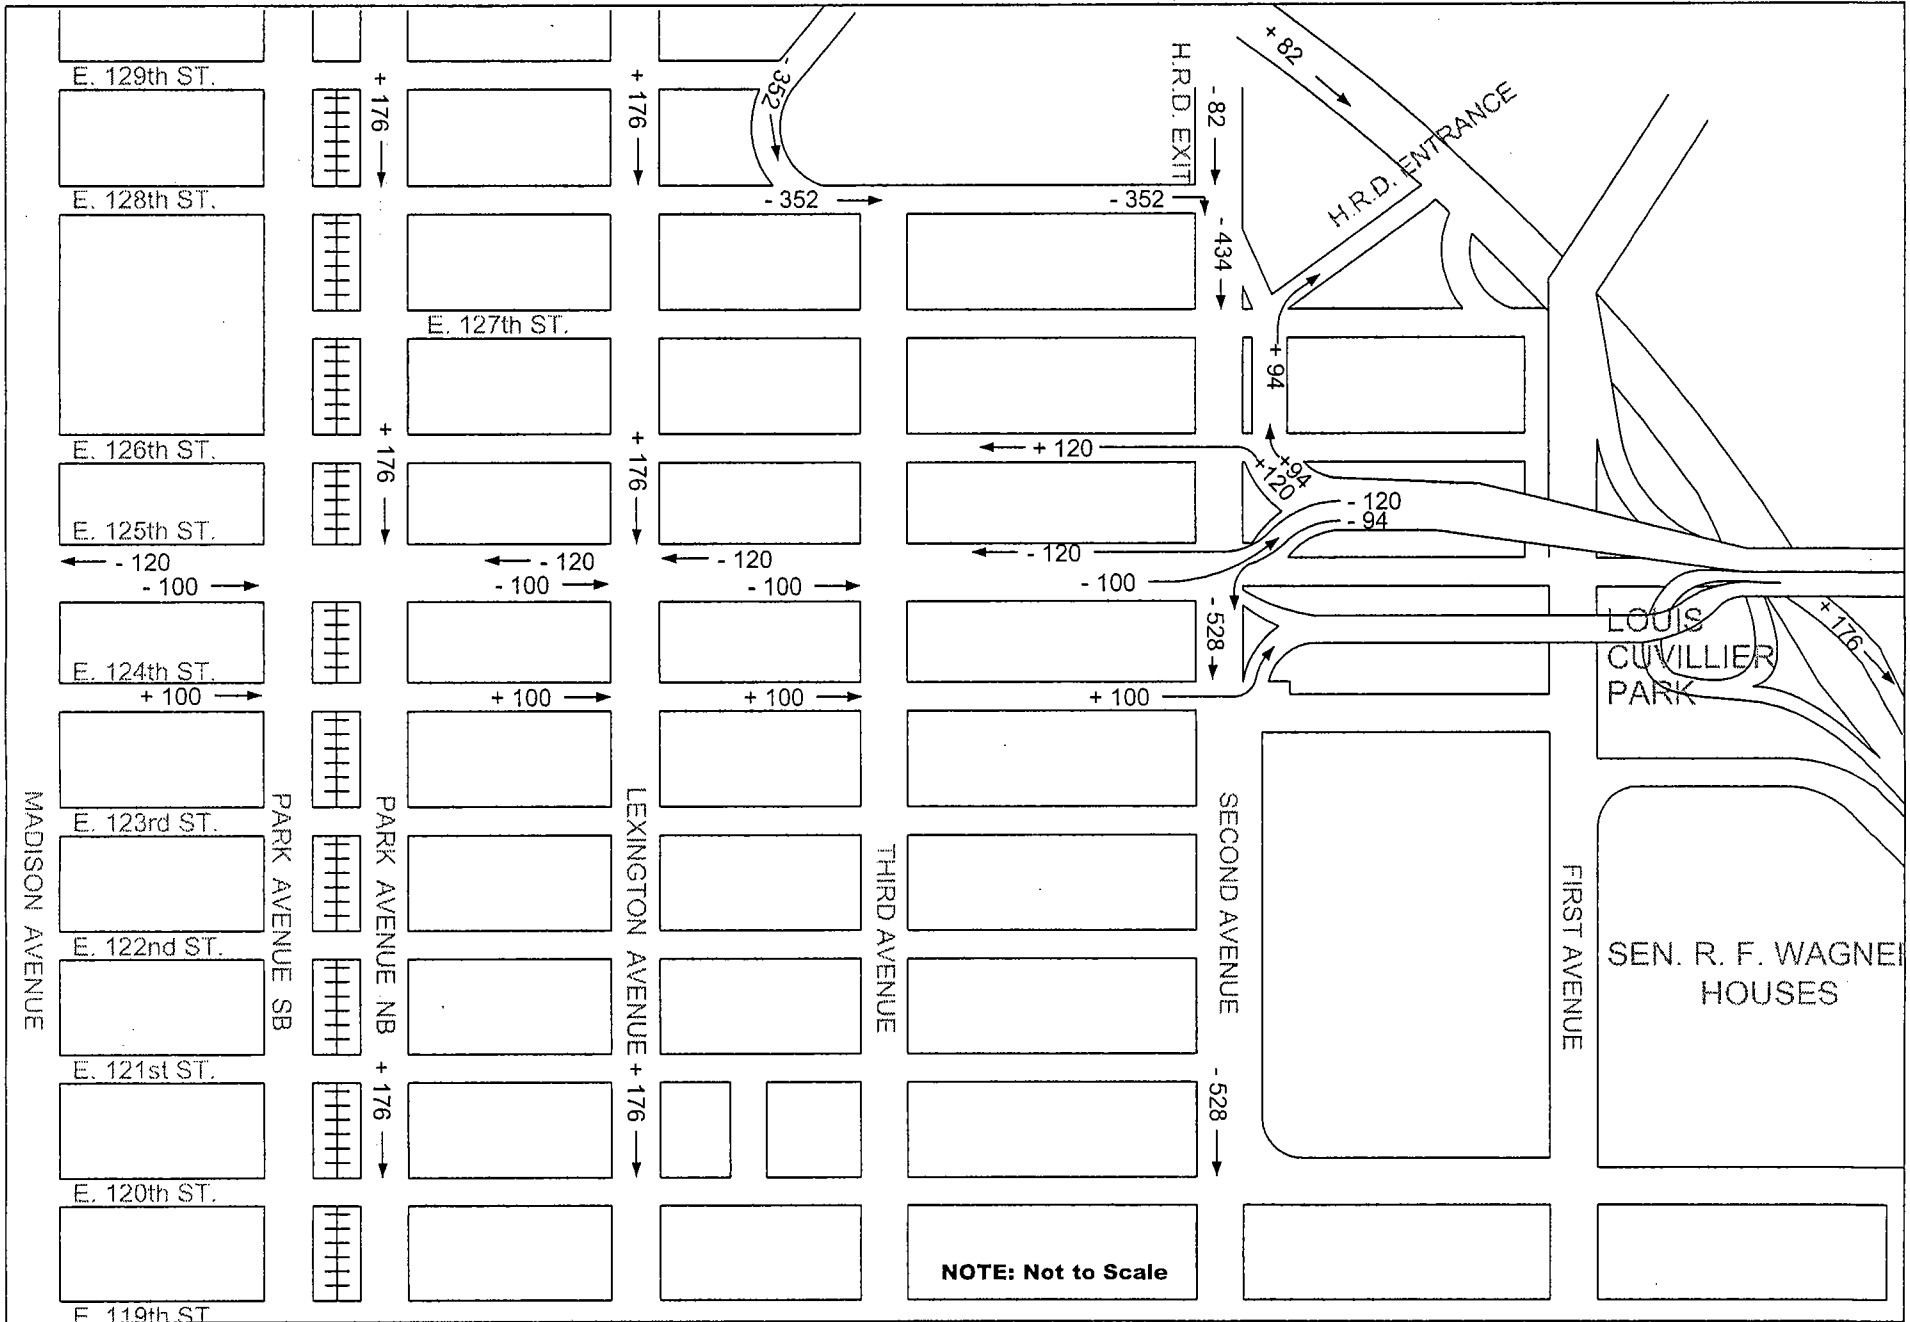 + 82
E. 129th ST.
+ 176
+ 176
- 352
H.R.D. EXIT
- 82
H.R.D. ENTRANCE
E. 128th ST.
- 352
- 352
- 434
E. 127th ST.
+ 94
E. 126th ST.
+ 176
+ 176
+ 120
+94
+120
- 120
- 94
E. 125th ST.
- 120
- 120
- 120
- 120
- 100
- 100
- 100
- 100
- 528
+ 176
LOUIS
CUVILLIER
PARK
E. 124th ST.
+ 100
+ 100
+ 100
+ 100
MADISON AVENUE
PARK AVENUE SB
PARK AVENUE NB
LEXINGTON AVENUE
THIRD AVENUE
SECOND AVENUE
FIRST AVENUE
E. 123rd ST.
E. 122nd ST.
SEN. R. F. WAGNER
HOUSES
E. 121st ST.
+ 176
+ 176
- 528
E. 120th ST.
NOTE: Not to Scale
E. 119th ST